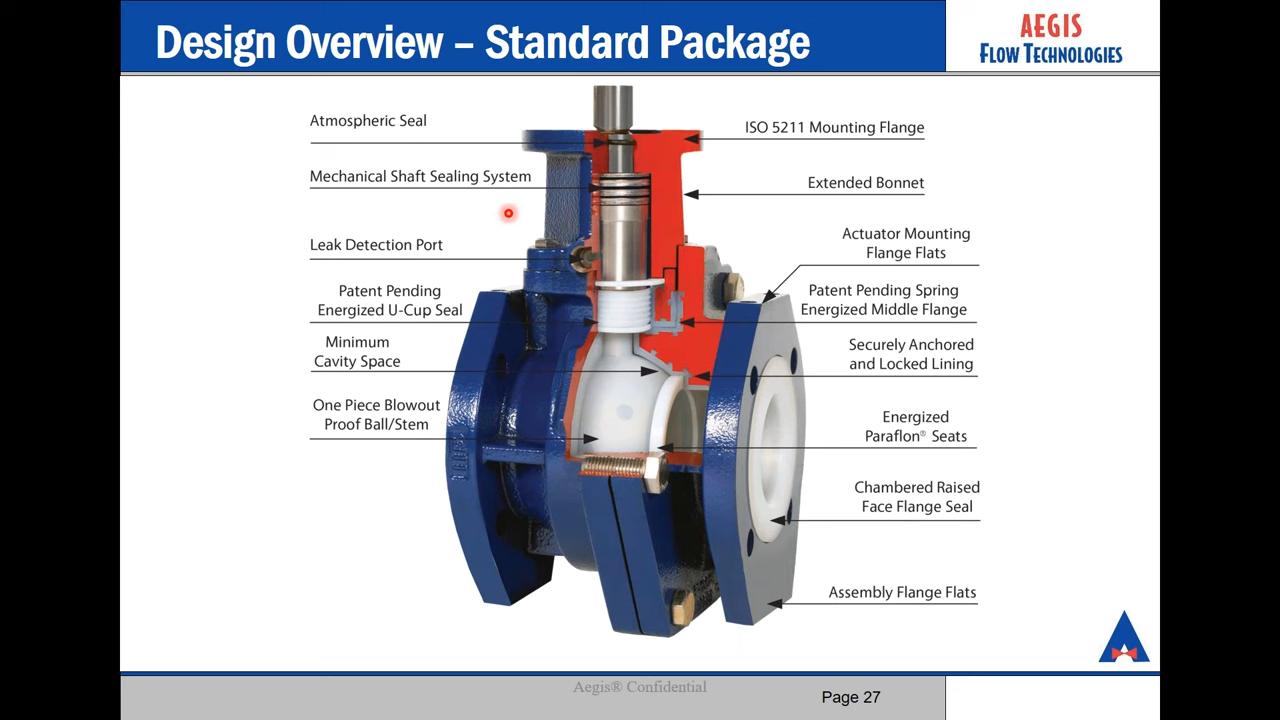 Design Overview – Standard Package
AEGIS
FLOW TECHNOLOGIES
Atmospheric Seal
Mechanical Shaft Sealing System
Leak Detection Port
Patent Pending
Energized U-Cup Seal
Minimum
Cavity Space
One Piece Blowout
Proof Ball/Stem
ISO 5211 Mounting Flange
Extended Bonnet
Actuator Mounting
Flange Flats
Patent Pending Spring
Energized Middle Flange
Securely Anchored
and Locked Lining
Energized
Paraflon® Seats
Chambered Raised
Face Flange Seal
Assembly Flange Flats
Aegis® Confidential
Page 27